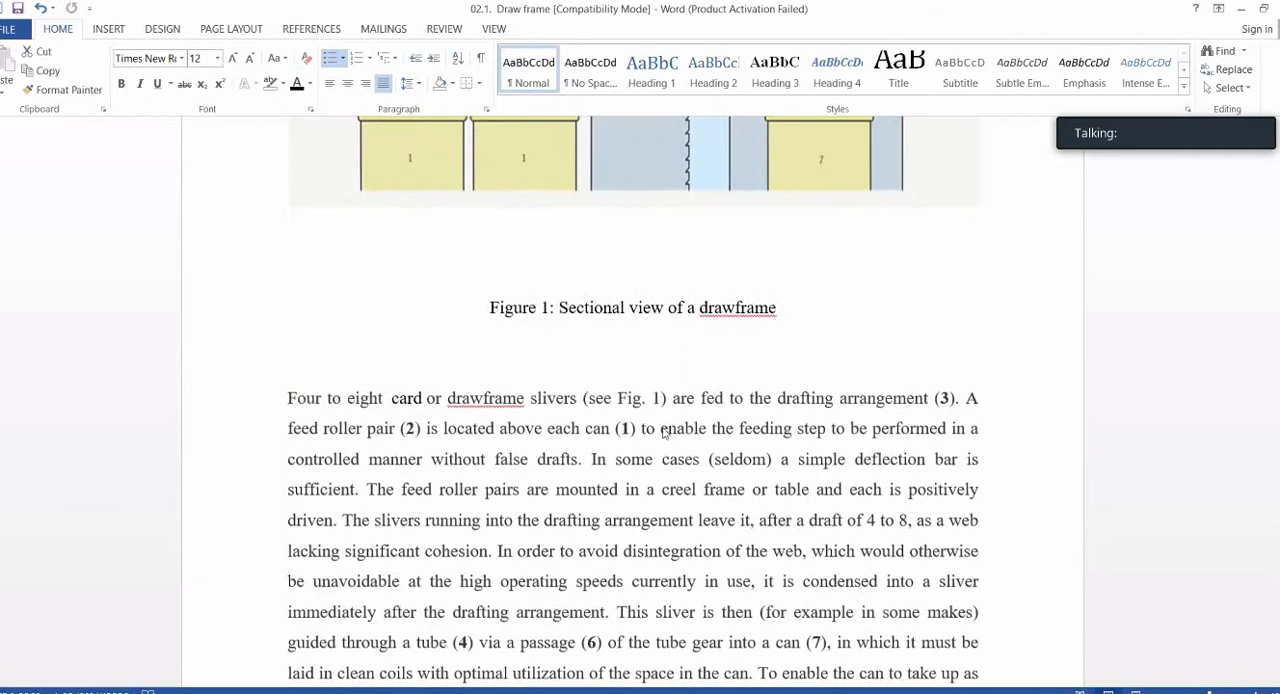 02.1. Draw frame [Compatibility Mode] - Word (Product Activation Failed)
Sign in
FILE HOME INSERT DESIGN PAGE LAYOUT REFERENCES MAILINGS REVIEW VIEW
Cut
Copy
Format Painter
Clipboard
Times New R 12
Font
Paragraph
AaBbCcDd AaBbCcDd AaBbC AaBbCc AaBbC AaBbCcDd AaB AaBbCcD AaBbCcDd AaBbCcDd AaBbCcDd
¶ Normal ¶ No Spac... Heading 1 Heading 2 Heading 3 Heading 4 Title Subtitle Subtle Em... Emphasis Intense E...
Styles
Find
Replace
Select
Editing
Talking:
1 1 7
Figure 1: Sectional view of a drawframe
Four to eight card or drawframe slivers (see Fig. 1) are fed to the drafting arrangement (3). A
feed roller pair (2) is located above each can (1) to enable the feeding step to be performed in a
controlled manner without false drafts. In some cases (seldom) a simple deflection bar is
sufficient. The feed roller pairs are mounted in a creel frame or table and each is positively
driven. The slivers running into the drafting arrangement leave it, after a draft of 4 to 8, as a web
lacking significant cohesion. In order to avoid disintegration of the web, which would otherwise
be unavoidable at the high operating speeds currently in use, it is condensed into a sliver
immediately after the drafting arrangement. This sliver is then (for example in some makes)
guided through a tube (4) via a passage (6) of the tube gear into a can (7), in which it must be
laid in clean coils with optimal utilization of the space in the can. To enable the can to take up as